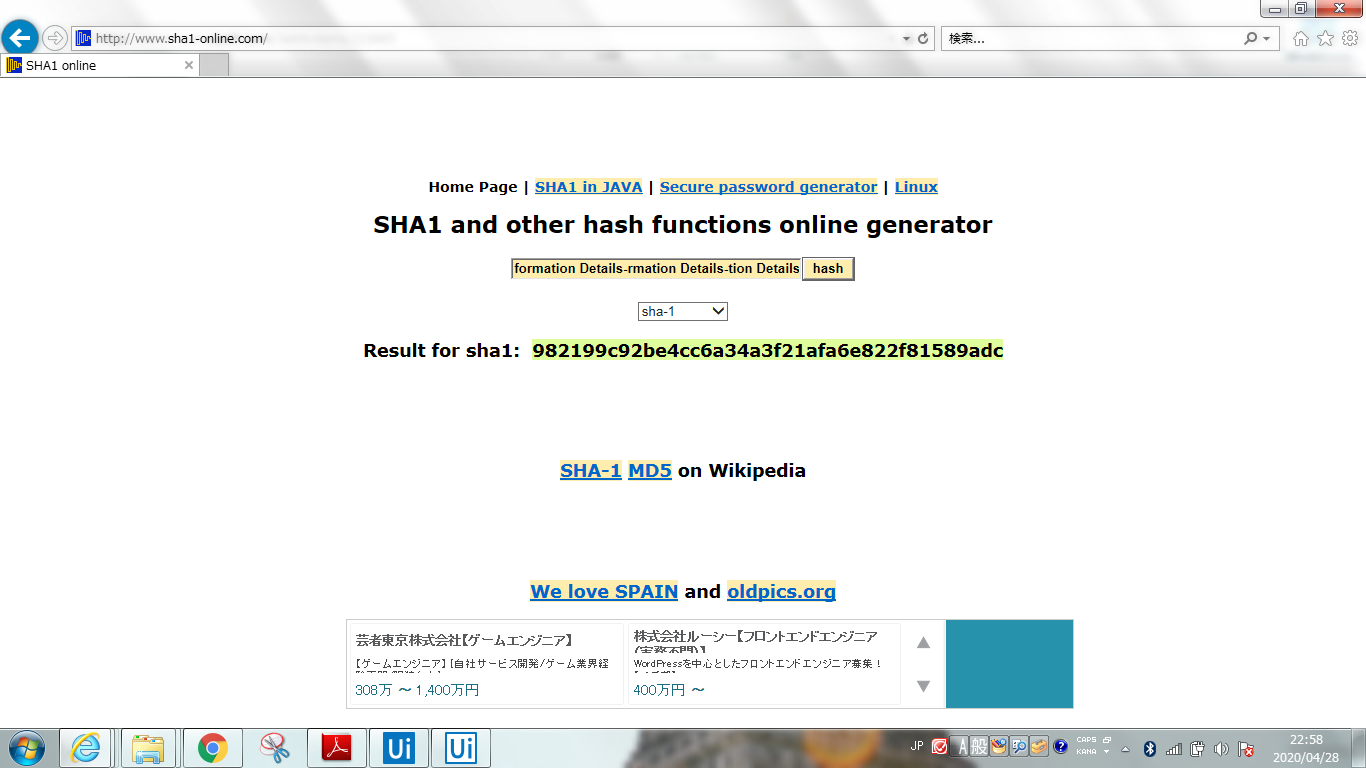 http://www.sha1-online.com/
検索...
SHA1 online
Home Page | SHA1 in JAVA | Secure password generator | Linux
SHA1 and other hash functions online generator
formation Details-rmation Details-tion Details hash
sha-1
Result for sha1: 982199c92be4cc6a34a3f21afa6e822f81589adc
SHA-1 MD5 on Wikipedia
We love SPAIN and oldpics.org
芸者東京株式会社【ゲームエンジニア】
【ゲームエンジニア】 [自社サービス開発/ゲーム業界経
308万 ～ 1,400万円
株式会社ルーシー【フロントエンドエンジニア
WordPressを中心としたフロントエンドエンジニア募集！
400万円 ～
Ui
Ui
JP
A 般
CAPS
KANA
22:58
2020/04/28